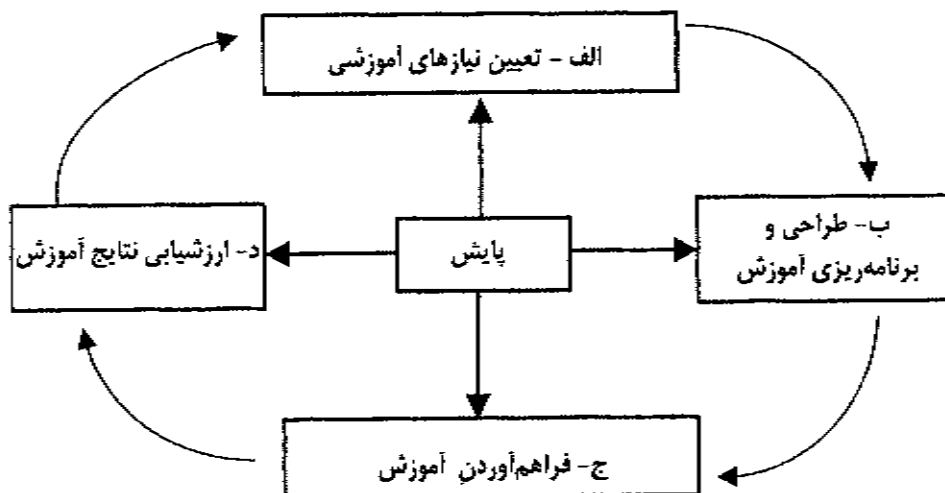 الف - تعیین نیازهای آموزشی
ب- طراحی و
برنامه‌ریزی آموزش
پایش
د- ارزشیابی نتایج آموزش
ج- فراهم‌آوردن آموزش